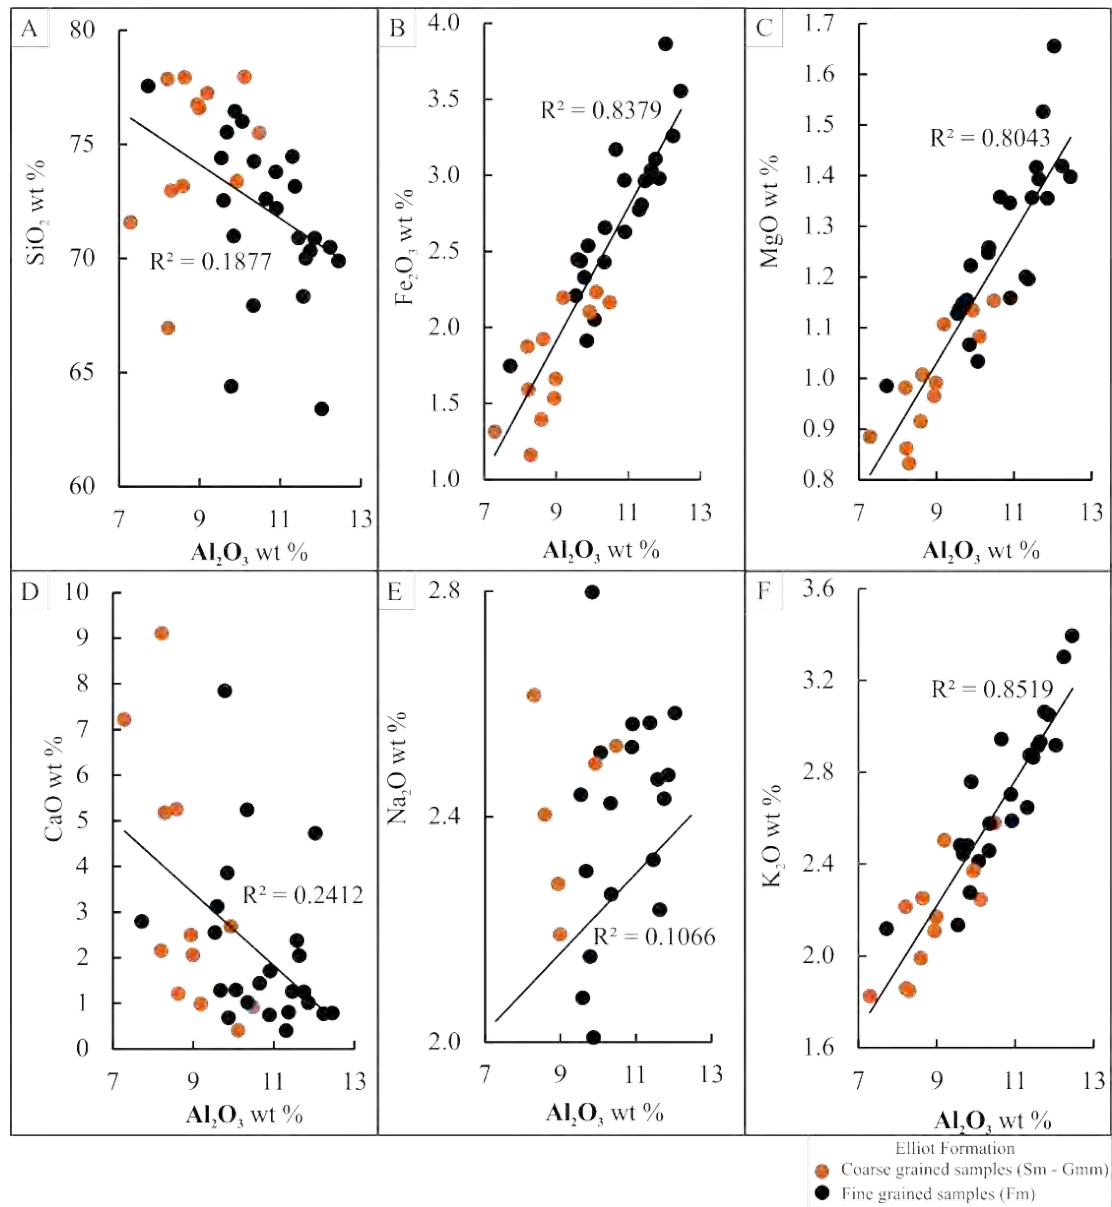 A
80
75
70
65
60
SiO₂ wt %
R² = 0.1877
7 9 11 13
Al₂O₃ wt %
B
4.0
3.5
3.0
2.5
2.0
1.5
1.0
Fe₂O₃ wt %
R² = 0.8379
7 9 11 13
Al₂O₃ wt %
C
1.7
1.6
1.5
1.4
1.3
1.2
1.1
1.0
0.9
0.8
MgO wt %
R² = 0.8043
7 9 11 13
Al₂O₃ wt %
D
10
9
8
7
6
5
4
3
2
1
0
CaO wt %
R² = 0.2412
7 9 11 13
Al₂O₃ wt %
E
2.8
2.4
2.0
Na₂O wt %
R² = 0.1066
7 9 11 13
Al₂O₃ wt %
F
3.6
3.2
2.8
2.4
2.0
1.6
K₂O wt %
R² = 0.8519
7 9 11 13
Al₂O₃ wt %
Elliot Formation
Coarse grained samples (Sm - Gmm)
Fine grained samples (Fm)